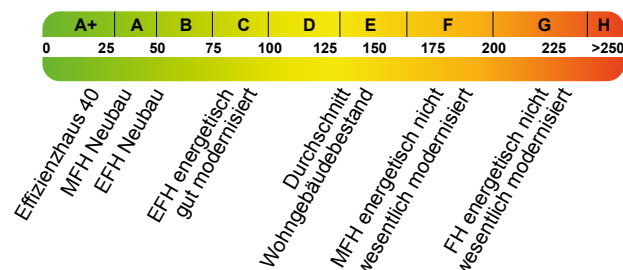 A+ A B C D E F G H
0 25 50 75 100 125 150 175 200 225 >250
Effizienzhaus 40
MFH Neubau
EFH Neubau
EFH energetisch
gut modernisiert
Durchschnitt
Wohngebäudebestand
MFH energetisch nicht
wesentlich modernisiert
FH energetisch nicht
wesentlich modernisiert